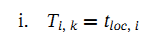 i. T_{i, k} = t_{loc, i}